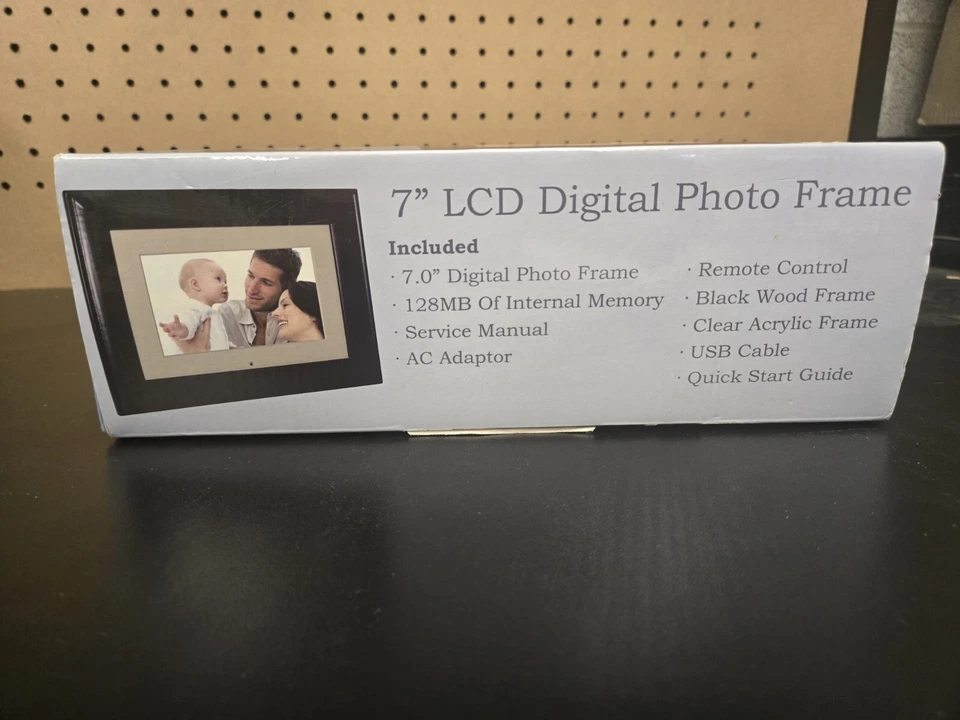 7” LCD Digital Photo Frame
Included
· 7.0” Digital Photo Frame
· 128MB Of Internal Memory
· Service Manual
· AC Adaptor
· Remote Control
· Black Wood Frame
· Clear Acrylic Frame
· USB Cable
· Quick Start Guide